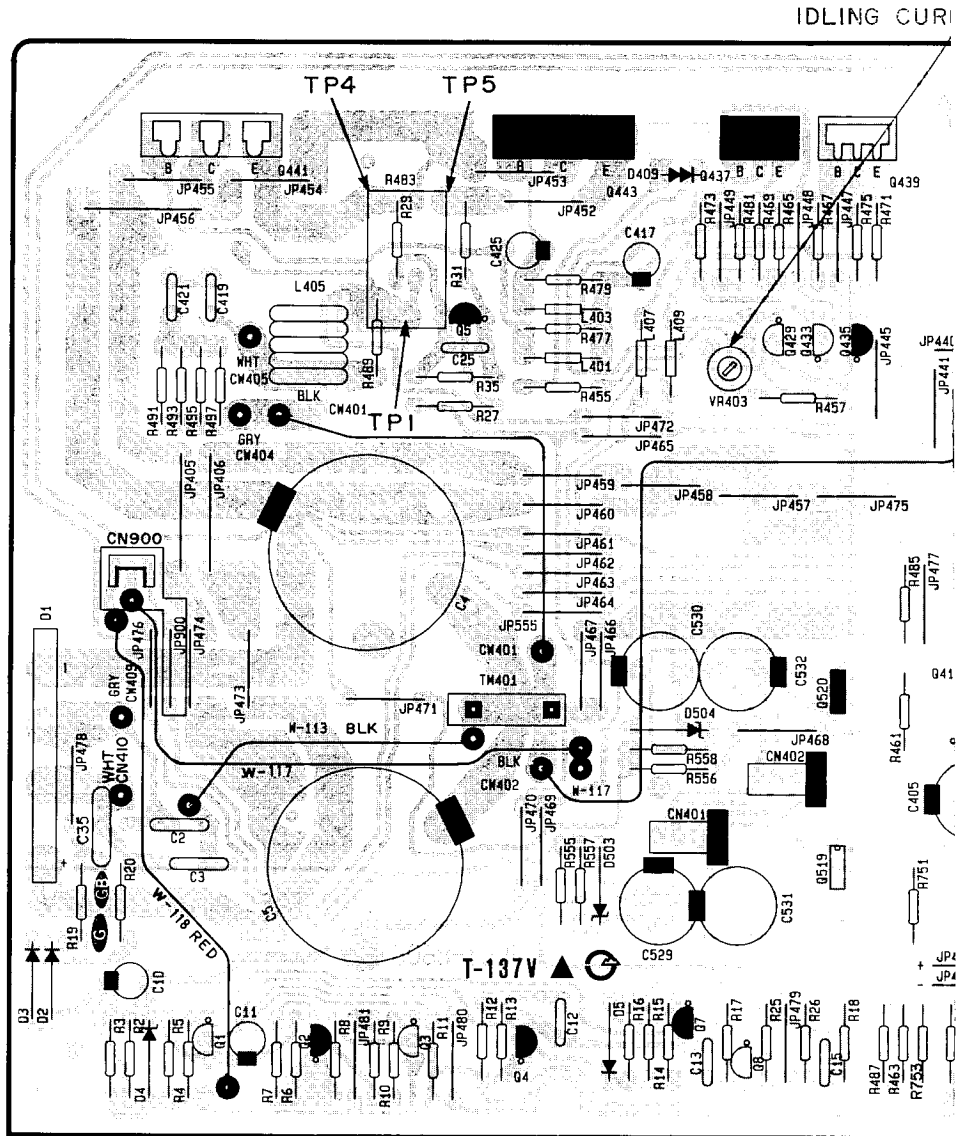 IDLING CUR
TP4 TP5
B C E Q441
JP455 JP454
JP456
R483
R29
R31
B C E
JP453
Q443
JP452
D409 Q437
B C E
B C E
Q439
R473
JP449
R481
R469
R465
JP448
R467
JP447
R475
R471
C425
C417
R479
L403
R477
L401
R455
L407
L409
C421
C419
L405
WHT
CW405
BLK
CW401
R489
Q5
C25
R35
R27
TP1
Q429
Q433
Q435
JP445
JP440
JP441
VR403
R457
R491
R493
R495
R497
GRY
CW404
JP472
JP465
JP405
JP406
JP459
JP458
JP457
JP475
JP460
JP461
JP462
JP463
JP464
JP555
CN900
C4
R485
JP477
D1
-
JP476
JP900
JP474
JP473
GRY
CW409
CW401
TM401
JP467
JP466
C530
C532
Q520
Q41
R461
JP471
W-113 BLK
W-117
D504
JP468
CN402
R558
R556
BLK
CW402
W-117
JP478
WHT
CN410
C35
C2
C3
+
R20
GB
G
R19
W-118 RED
C5
JP470
JP469
R555
R557
D503
CN401
C405
Q519
R751
C529
C531
T-137V
D3
D2
C10
C11
+ JP4
- JP4
R3
R2
D4
R5
R4
Q1
R7
R6
Q2
R8
JP481
R9
R10
Q3
R11
JP480
R12
R13
Q4
C12
D5
R16
R15
R14
Q7
C13
R17
Q8
R25
JP479
R26
C15
R18
R487
R463
R753